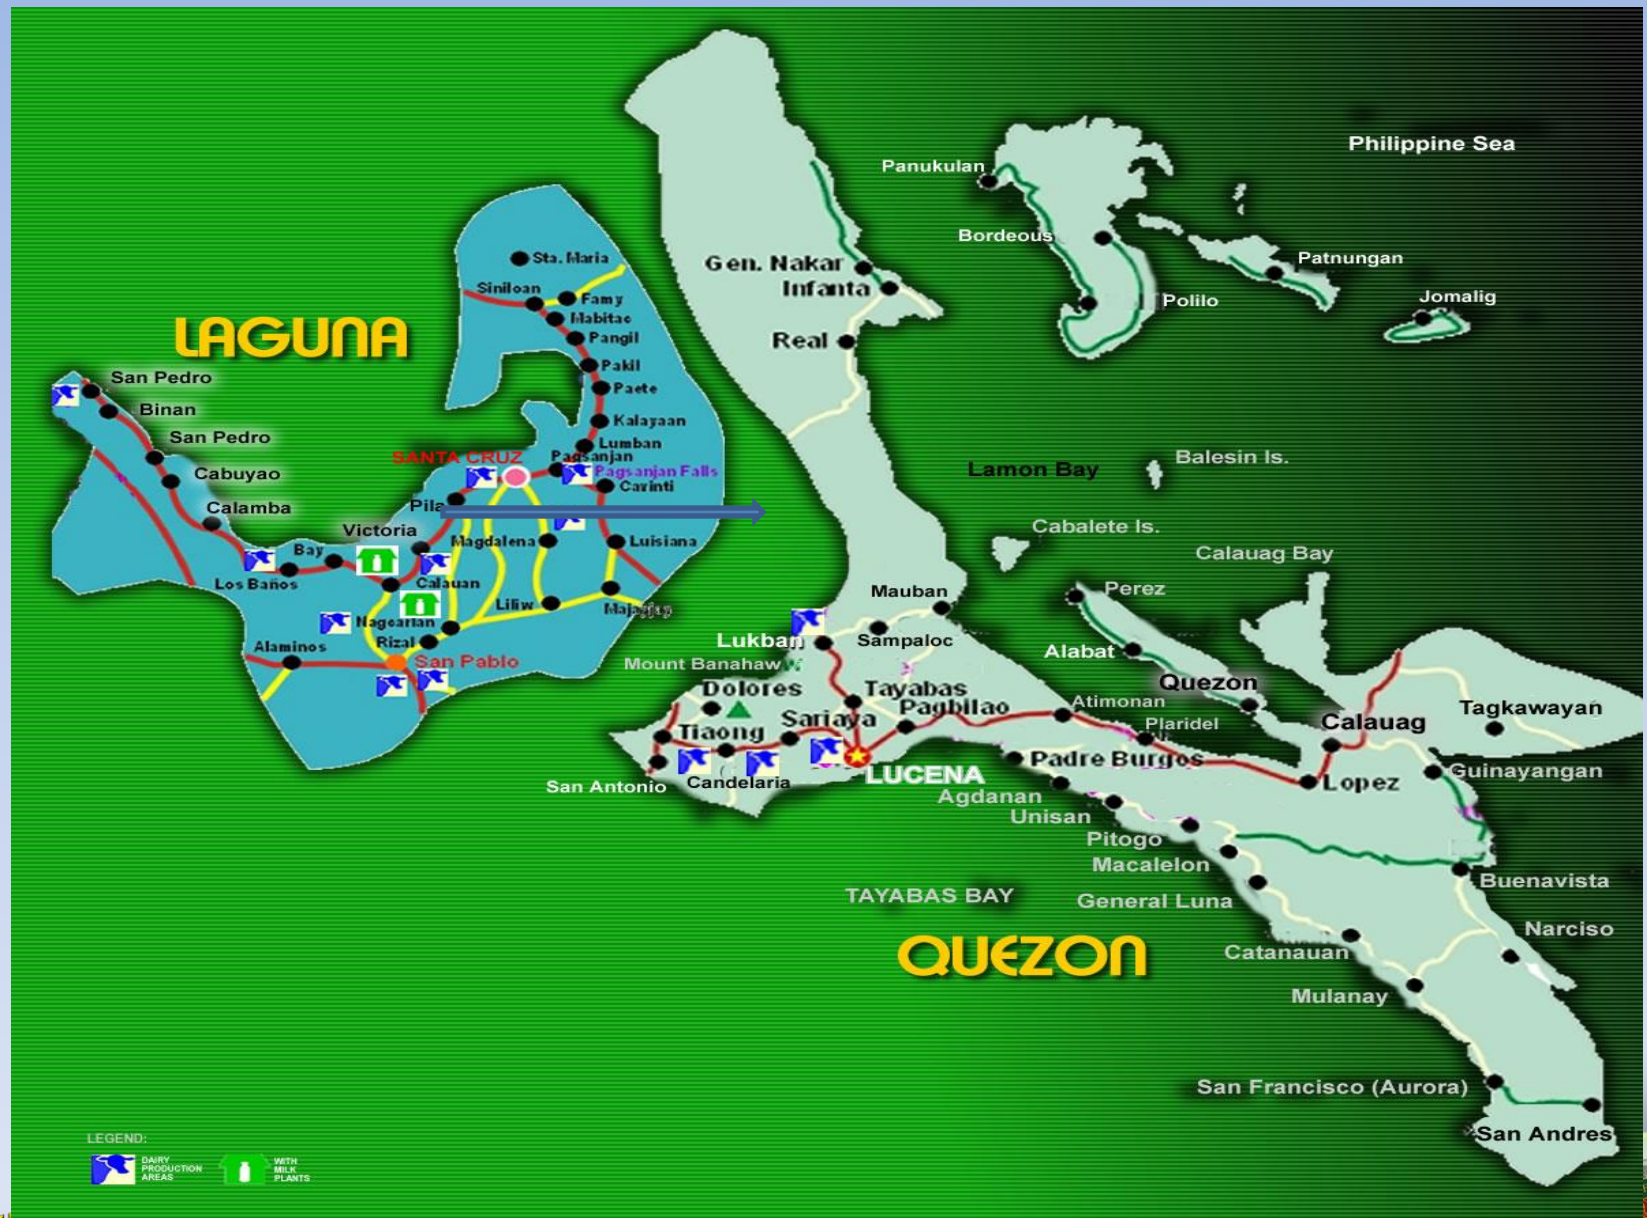 Philippine Sea
Panukulan
Bordeous
Patnungan
Polilo
Jomalig
Gen. Nakar
Infanta
Real
LAGUNA
Sta. Maria
Siniloan
Famy
Mabitac
Pangil
Pakil
Paete
Kalayaan
Lumban
Pagsanjan
Pagsanjan Falls
Cavinti
SANTA CRUZ
San Pedro
Binan
San Pedro
Cabuyao
Calamba
Victoria
Pila
Bay
Los Baños
Calauan
Magdalena
Luisiana
Liliw
Nagcarlan
Rizal
Alaminos
San Pablo
Lamon Bay
Balesin Is.
Cabalete Is.
Calauag Bay
Perez
Mauban
Lukban
Sampaloc
Alabat
Mount Banahaw
Quezon
Dolores
Tayabas
Atimonan
Sariaya
Pagbilao
Plaridel
Calauag
Tagkawayan
Tiaong
Padre Burgos
LUCENA
San Antonio
Candelaria
Lopez
Guinayangan
Agdanan
Unisan
Pitogo
Macalelon
TAYABAS BAY
General Luna
Buenavista
QUEZON
Narciso
Catanauan
Mulanay
San Francisco (Aurora)
San Andres
LEGEND:
DAIRY
PRODUCTION
AREAS
WITH
MILK
PLANTS